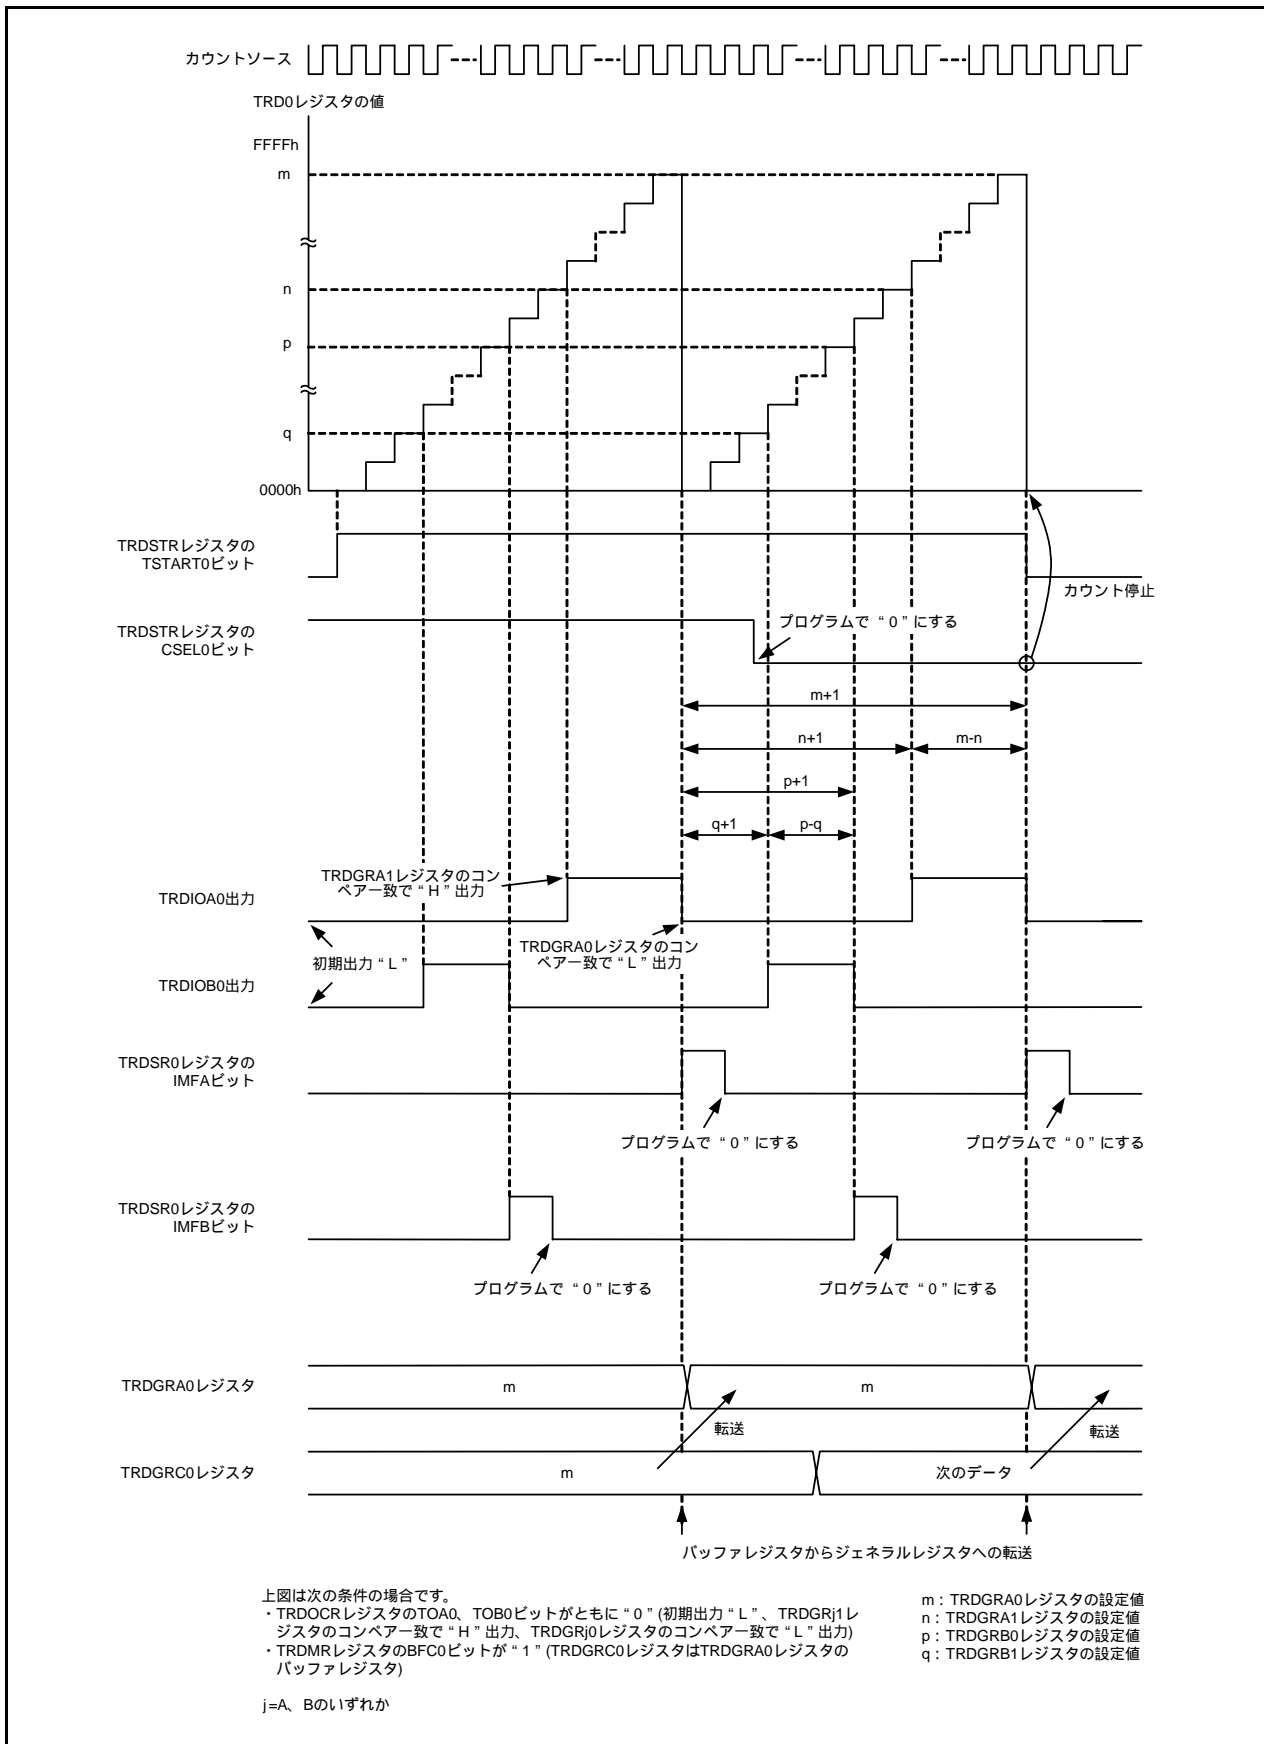 カウントソース
TRD0レジスタの値
FFFFh
m
n
p
q
0000h
TRDSTRレジスタの
TSTART0ビット
カウント停止
TRDSTRレジスタの
CSEL0ビット
プログラムで“0”にする
m+1
n+1
m-n
p+1
q+1
p-q
TRDGRA1レジスタのコン
ペア一致で“H”出力
TRDIOA0出力
TRDGRA0レジスタのコン
ペア一致で“L”出力
初期出力“L”
TRDIOB0出力
TRDSR0レジスタの
IMFAビット
プログラムで“0”にする
プログラムで“0”にする
TRDSR0レジスタの
IMFBビット
プログラムで“0”にする
プログラムで“0”にする
TRDGRA0レジスタ
m
m
転送
転送
TRDGRC0レジスタ
m
次のデータ
バッファレジスタからジェネラルレジスタへの転送
上図は次の条件の場合です。
・TRDOCRレジスタのTOA0、TOB0ビットがともに“0”(初期出力“L”、TRDGRj1レ
ジスタのコンペア一致で“H”出力、TRDGRj0レジスタのコンペア一致で“L”出力)
・TRDMRレジスタのBFC0ビットが“1”(TRDGRC0レジスタはTRDGRA0レジスタの
バッファレジスタ)
j=A、Bのいずれか
m：TRDGRA0レジスタの設定値
n：TRDGRA1レジスタの設定値
p：TRDGRB0レジスタの設定値
q：TRDGRB1レジスタの設定値